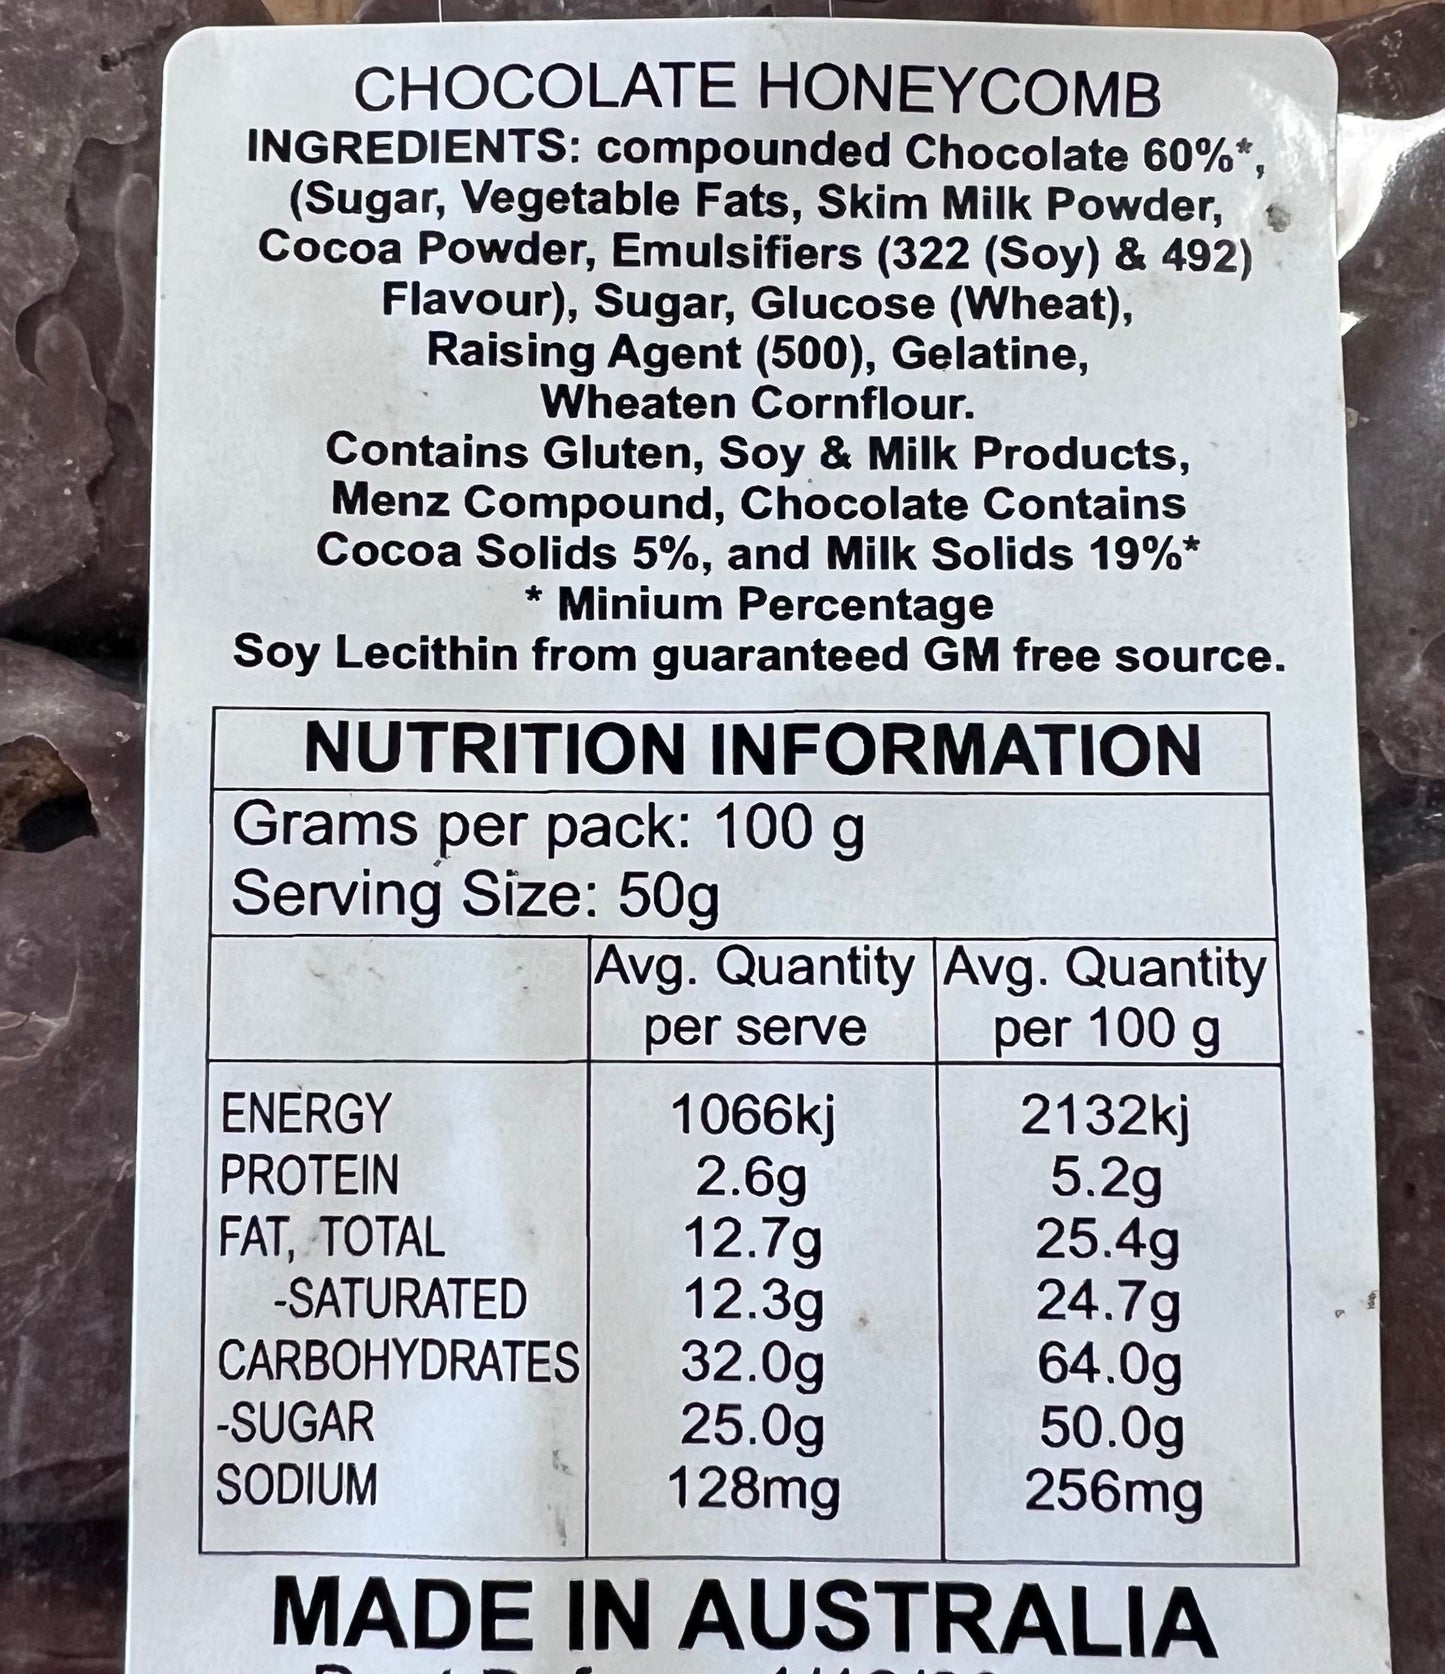 CHOCOLATE HONEYCOMB
INGREDIENTS: compounded Chocolate 60%*,
(Sugar, Vegetable Fats, Skim Milk Powder,
Cocoa Powder, Emulsifiers (322 (Soy) & 492)
Flavour), Sugar, Glucose (Wheat),
Raising Agent (500), Gelatine,
Wheaten Cornflour.
Contains Gluten, Soy & Milk Products,
Menz Compound, Chocolate Contains
Cocoa Solids 5%, and Milk Solids 19%*
* Minium Percentage
Soy Lecithin from guaranteed GM free source.
NUTRITION INFORMATION
Grams per pack: 100 g
Serving Size: 50g
Avg. Quantity per serve Avg. Quantity per 100 g
ENERGY 1066kj 2132kj
PROTEIN 2.6g 5.2g
FAT, TOTAL 12.7g 25.4g
-SATURATED 12.3g 24.7g
CARBOHYDRATES 32.0g 64.0g
-SUGAR 25.0g 50.0g
SODIUM 128mg 256mg
MADE IN AUSTRALIA